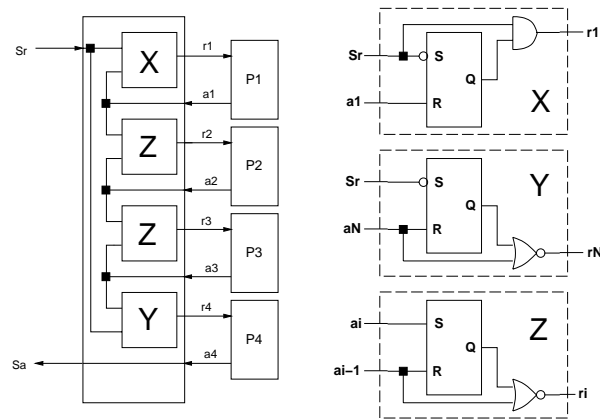 Sr
X
r1
P1
a1
Z
r2
P2
a2
Z
r3
P3
a3
Y
r4
P4
Sa
a4
Sr
S
r1
Q
a1
R
X
Sr
S
Y
Q
aN
R
rN
ai
S
Z
Q
ai−1
R
ri